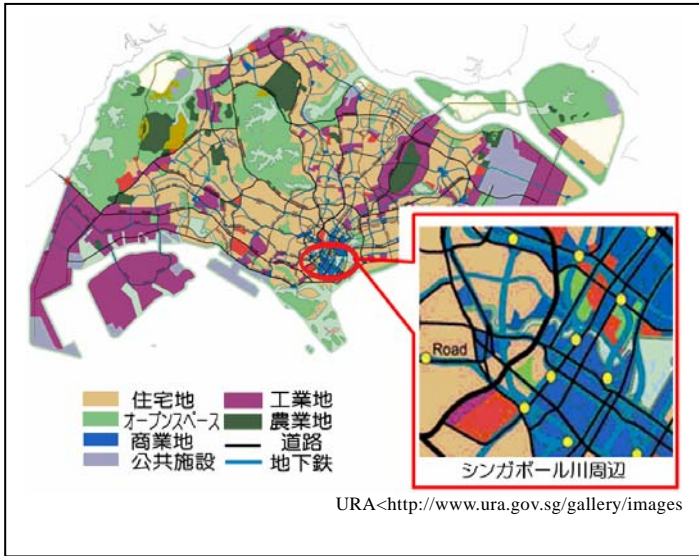 Road
シンガポール川周辺
住宅地
工業地
オープンスペース
農業地
商業地
道路
公共施設
地下鉄
URA<http://www.ura.gov.sg/gallery/images